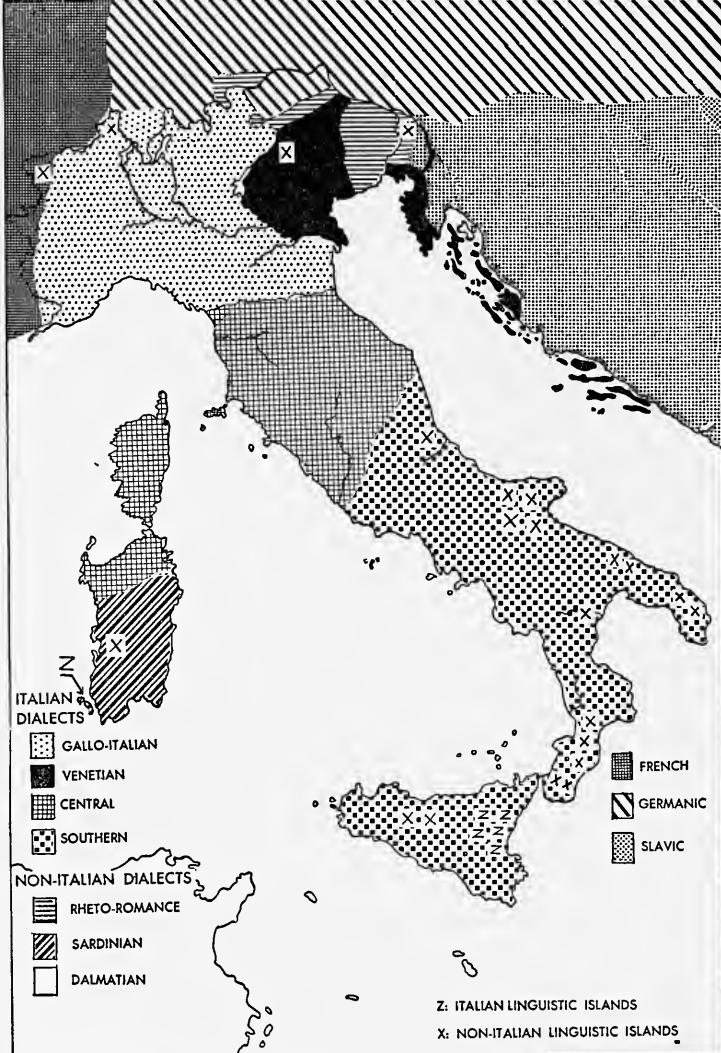 X
X
X
X
X
X X
X X
X X
X X
X
X
Z
ITALIAN
DIALECTS
GALLO-ITALIAN
VENETIAN
CENTRAL
SOUTHERN
X
X
X
X X
FRENCH
GERMANIC
SLAVIC
X X
Z
Z Z
Z
Z
NON-ITALIAN DIALECTS
RHETO-ROMANCE
SARDINIAN
DALMATIAN
Z: ITALIAN LINGUISTIC ISLANDS
X: NON-ITALIAN LINGUISTIC ISLANDS